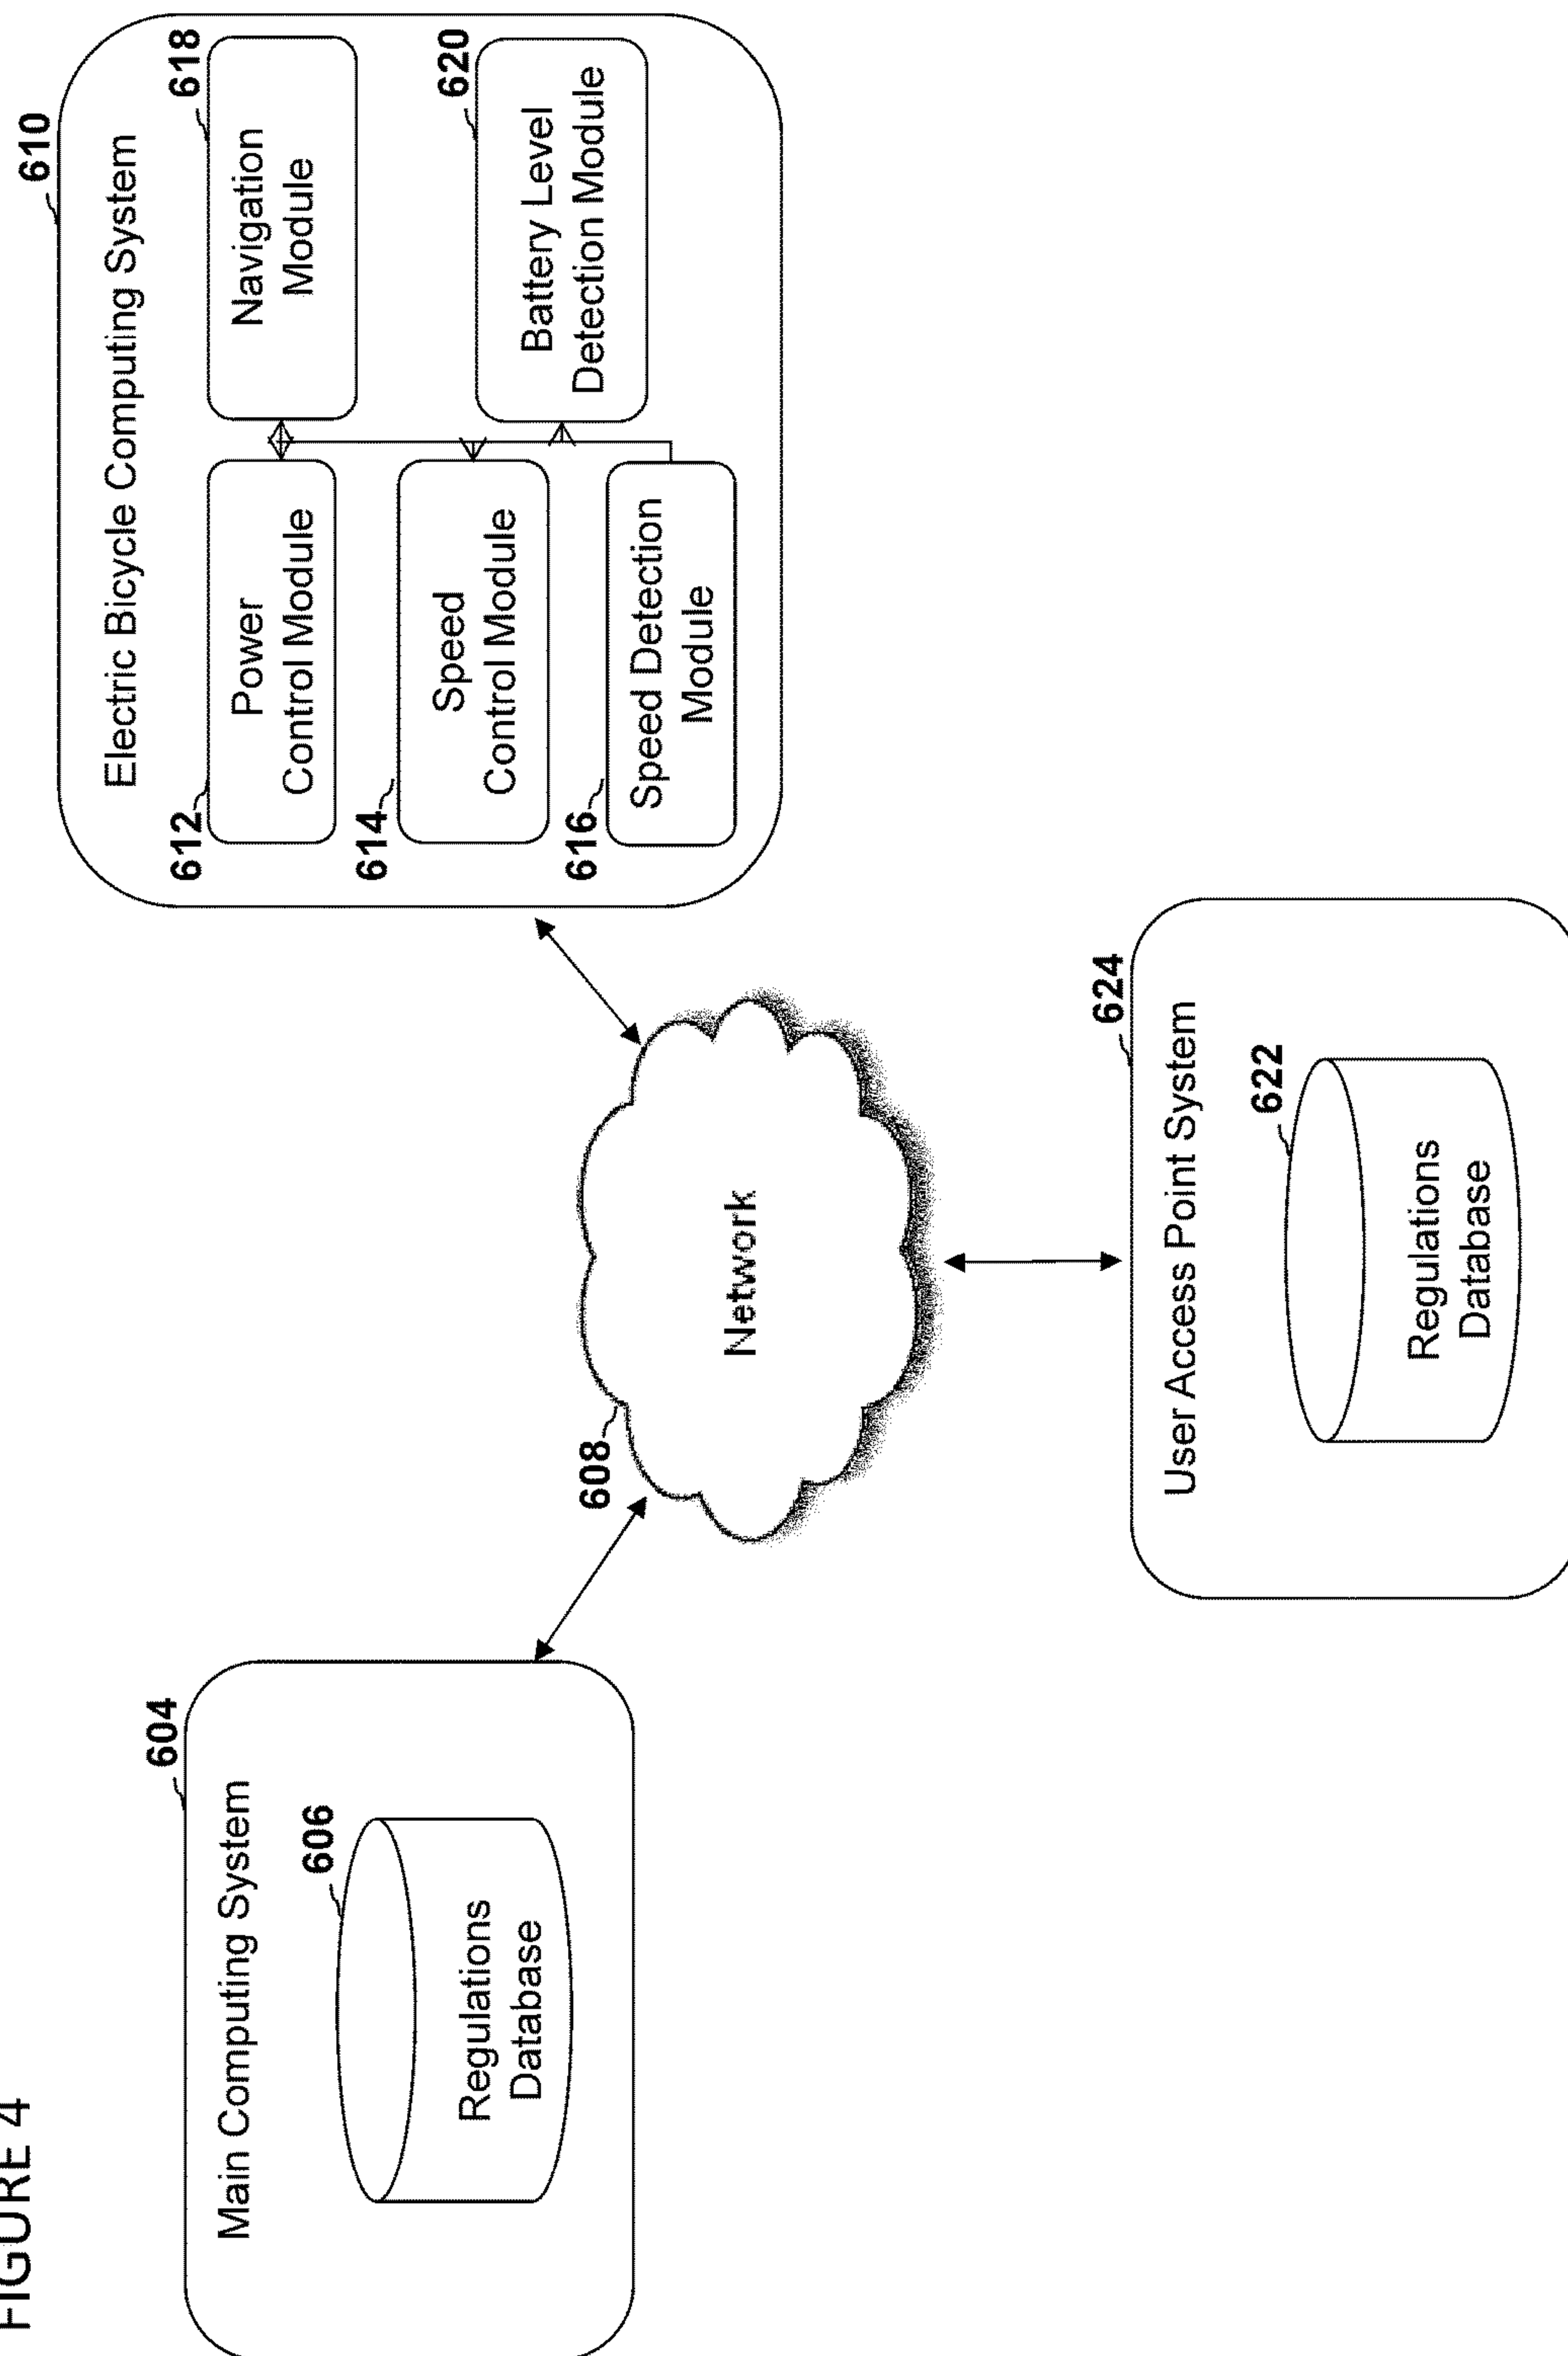 FIGURE 4
604
Main Computing System
606
Regulations
Database
608
Network
610
Electric Bicycle Computing System
612
Power
Control Module
614
Speed
Control Module
616
Speed Detection
Module
618
Navigation
Module
620
Battery Level
Detection Module
624
User Access Point System
622
Regulations
Database